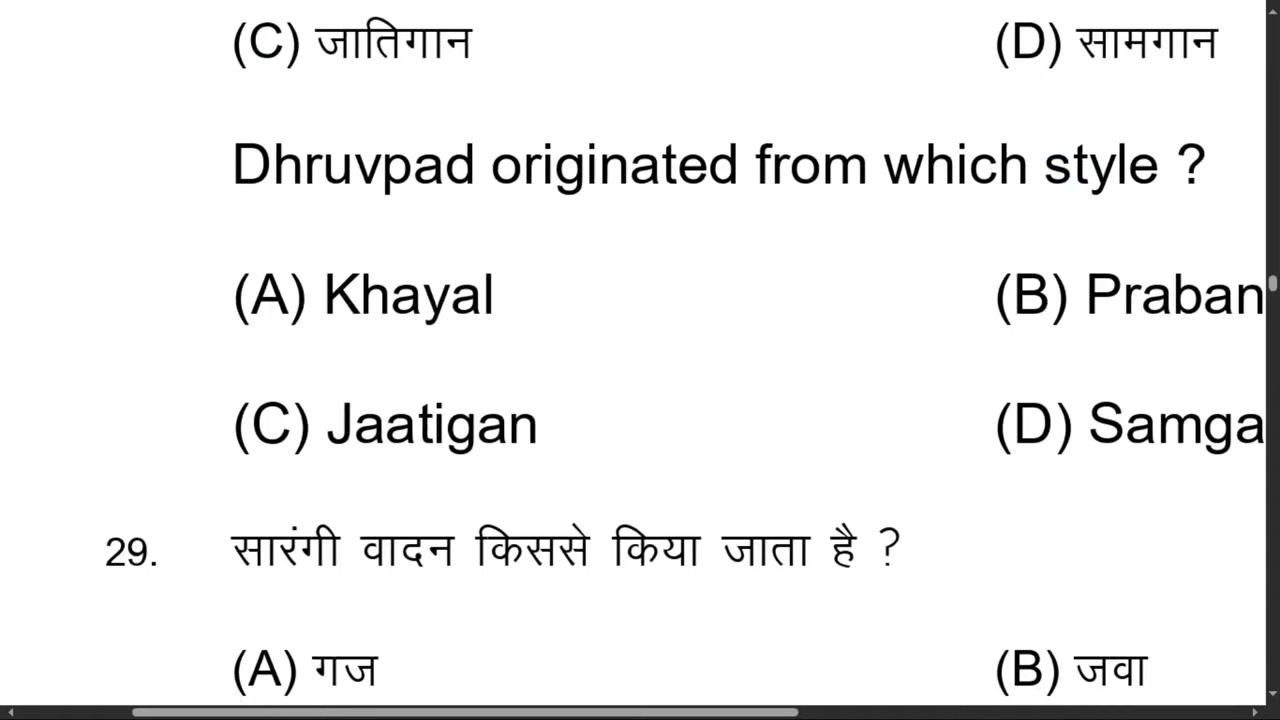 (C) जातिगान (D) सामगान
Dhruvpad originated from which style ?
(A) Khayal (B) Praban
(C) Jaatigan (D) Samga
29. सारंगी वादन किससे किया जाता है ?
(A) गज (B) जवा